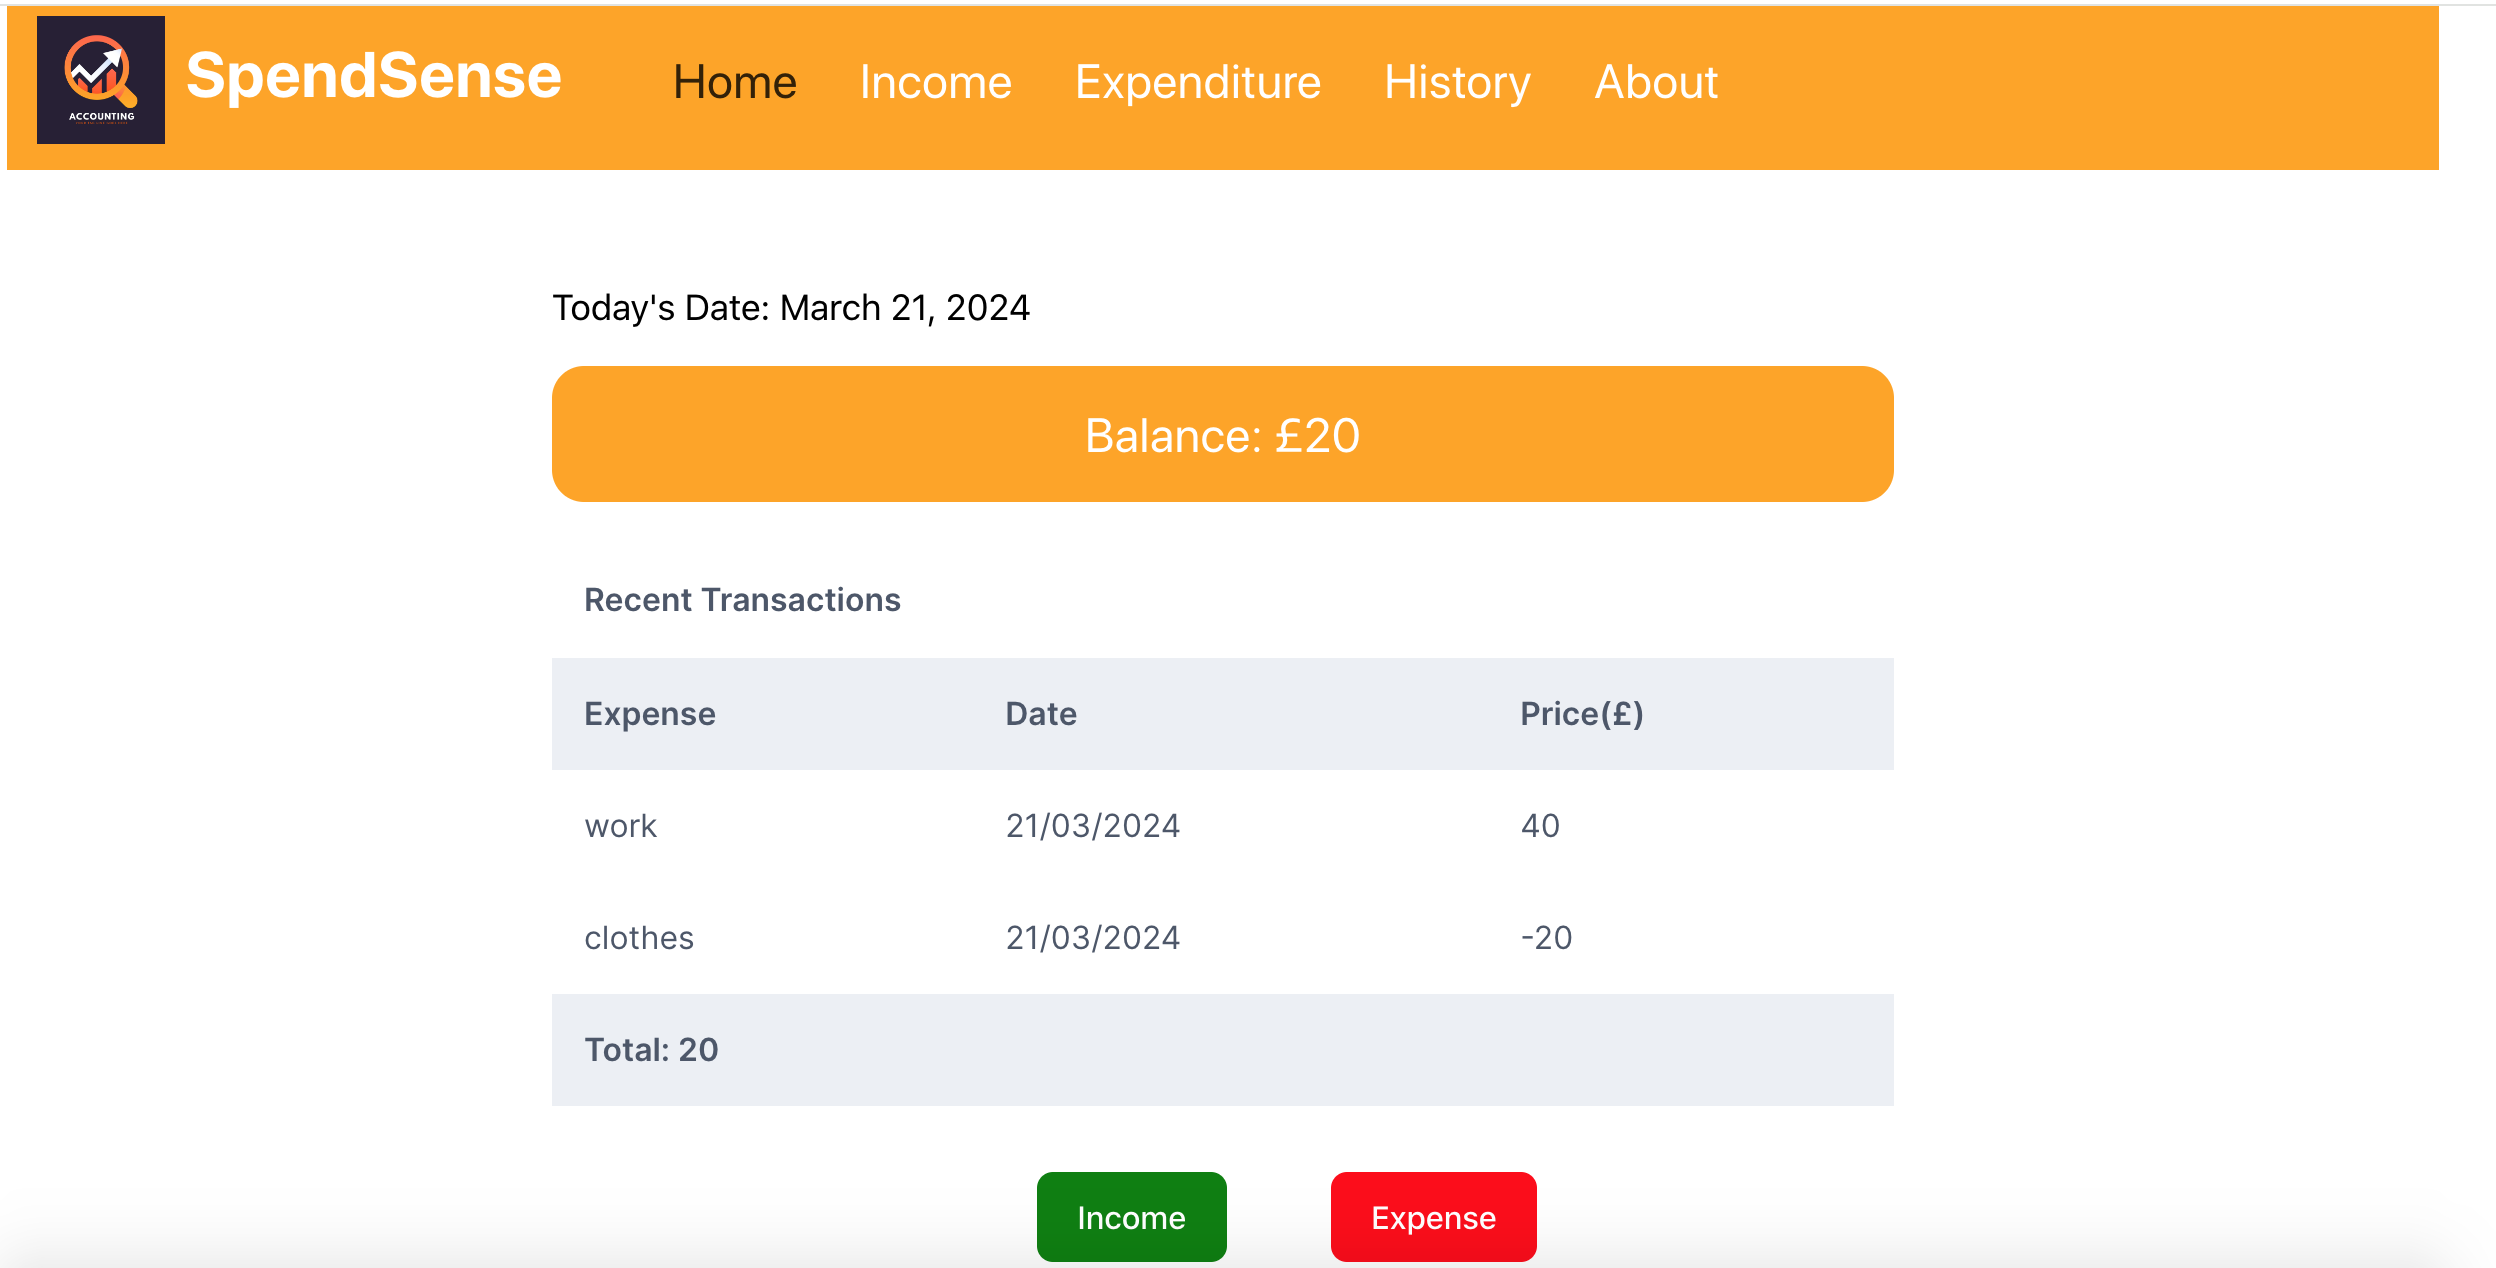 ACCOUNTING
SpendSense Home Income Expenditure History About
Today's Date: March 21, 2024
Balance: £20
Recent Transactions
Expense Date Price(£)
work 21/03/2024 40
clothes 21/03/2024 -20
Total: 20
Income Expense